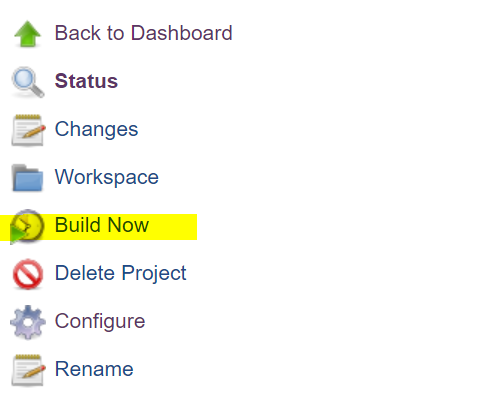 Back to Dashboard
Status
Changes
Workspace
Build Now
Delete Project
Configure
Rename